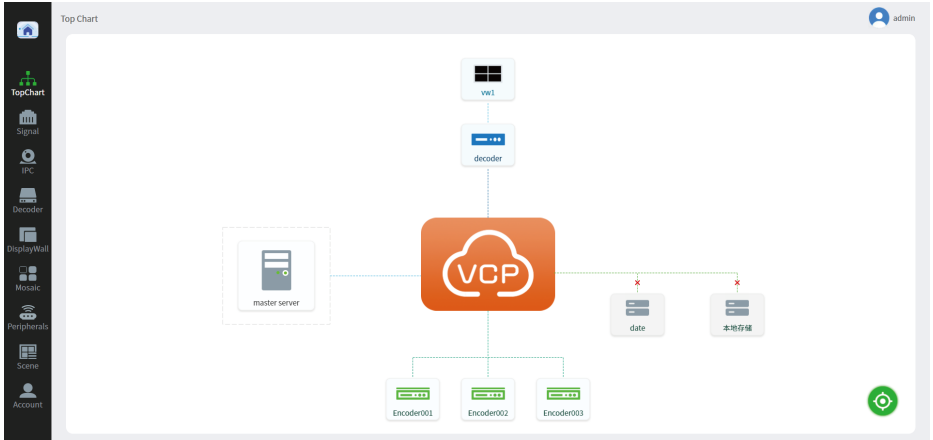 Top Chart
admin
TopChart
Signal
IPC
Decoder
DisplayWall
Mosaic
Peripherals
Scene
Account
vw1
decoder
VCP
master server
date
本地存储
Encoder001
Encoder002
Encoder003